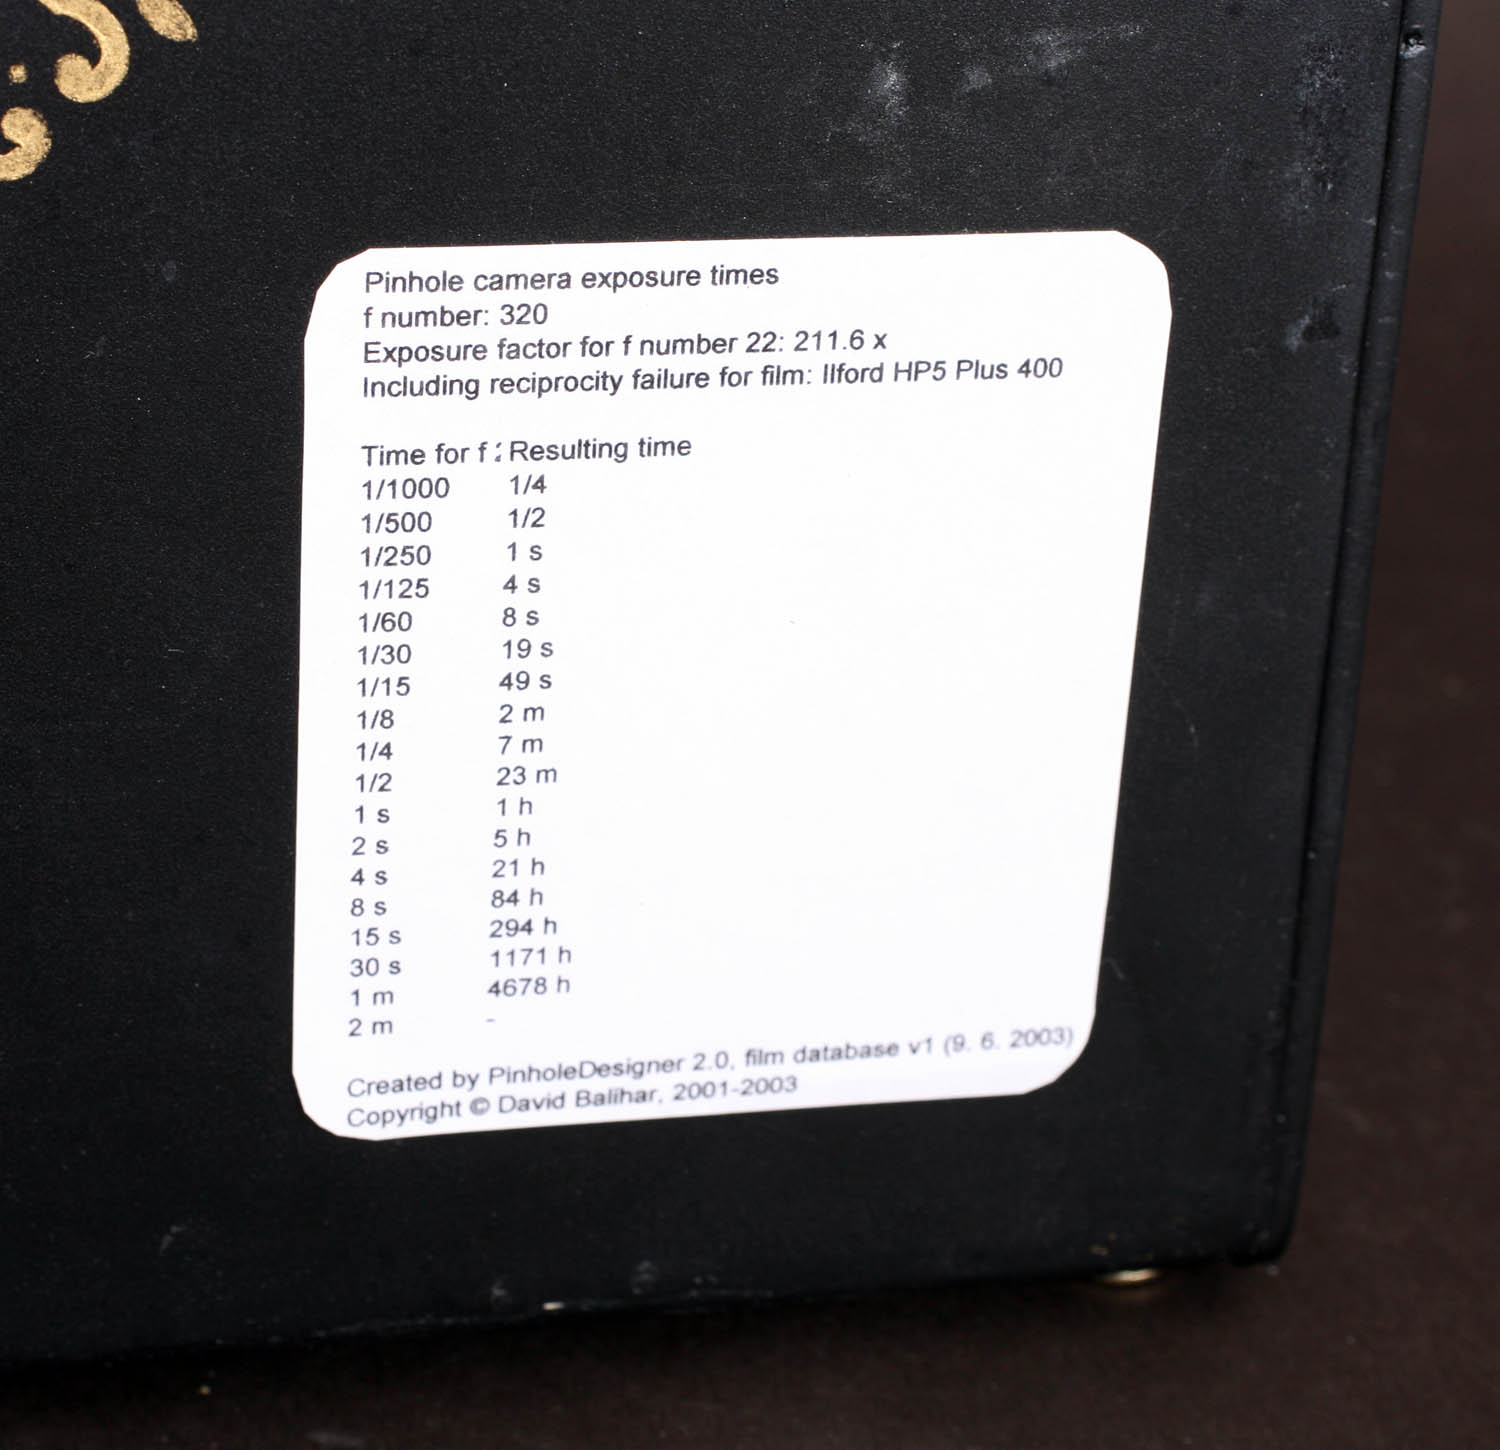 Pinhole camera exposure times
f number: 320
Exposure factor for f number 22: 211.6 x
Including reciprocity failure for film: Ilford HP5 Plus 400
Time for f : Resulting time
1/1000 1/4
1/500 1/2
1/250 1 s
1/125 4 s
1/60 8 s
1/30 19 s
1/15 49 s
1/8 2 m
1/4 7 m
1/2 23 m
1 s 1 h
2 s 5 h
4 s 21 h
8 s 84 h
15 s 294 h
30 s 1171 h
1 m 4678 h
2 m -
Created by PinholeDesigner 2.0, film database v1 (9. 6. 2003)
Copyright © David Balihar, 2001-2003